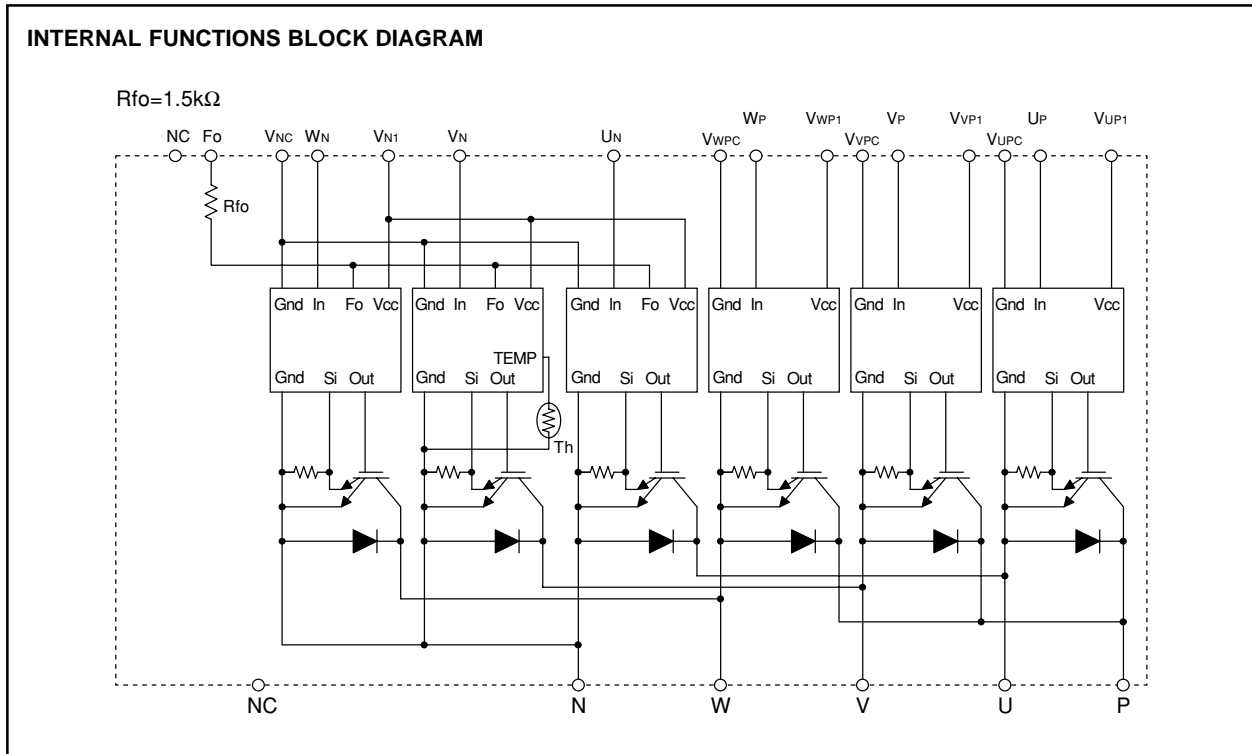 INTERNAL FUNCTIONS BLOCK DIAGRAM
Rfo=1.5kΩ
NC Fo VNC WN VN1 VN UN VWPC WP VWP1 VVPC VP VVP1 VUPC UP VUP1
Rfo
Gnd In Fo Vcc Gnd In Fo Vcc Gnd In Fo Vcc Gnd In Vcc Gnd In Vcc Gnd In Vcc
TEMP
Gnd Si Out Gnd Si Out Gnd Si Out Gnd Si Out Gnd Si Out Gnd Si Out
Th
NC N W V U P